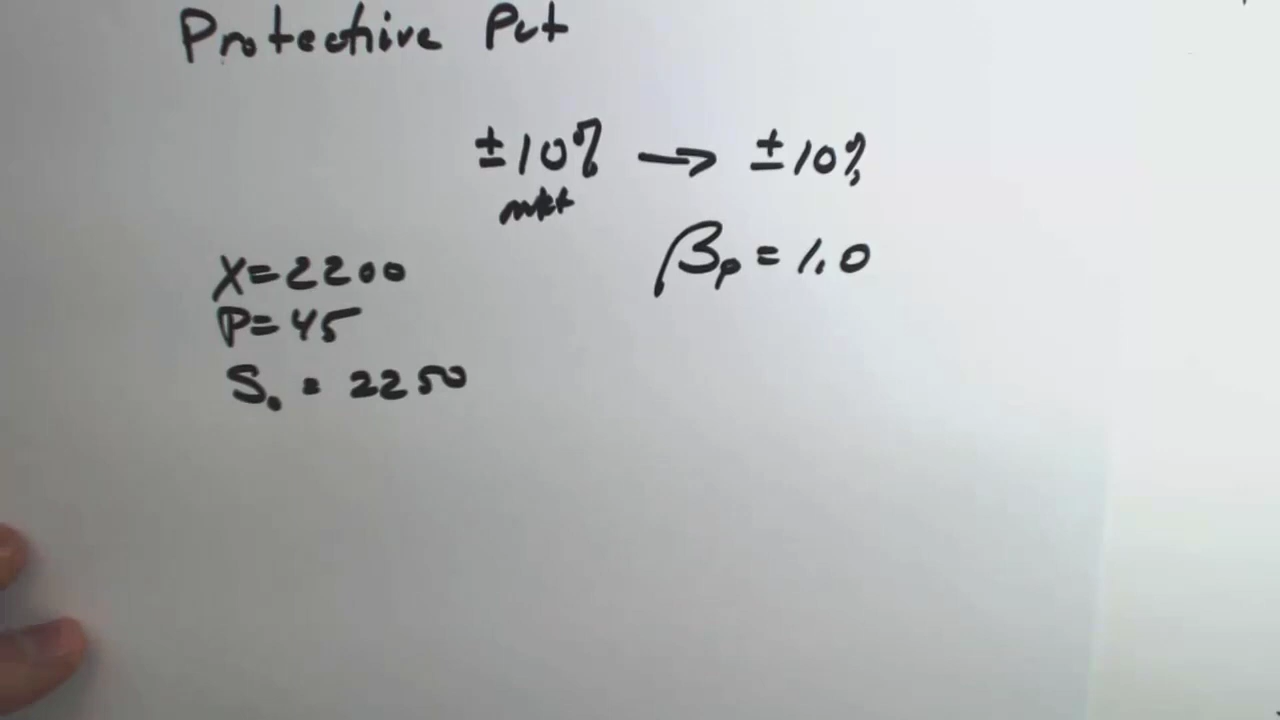 Protective Put
±10% → ±10%
mkt
βp = 1.0
X=2200
P=45
S₀ = 2250